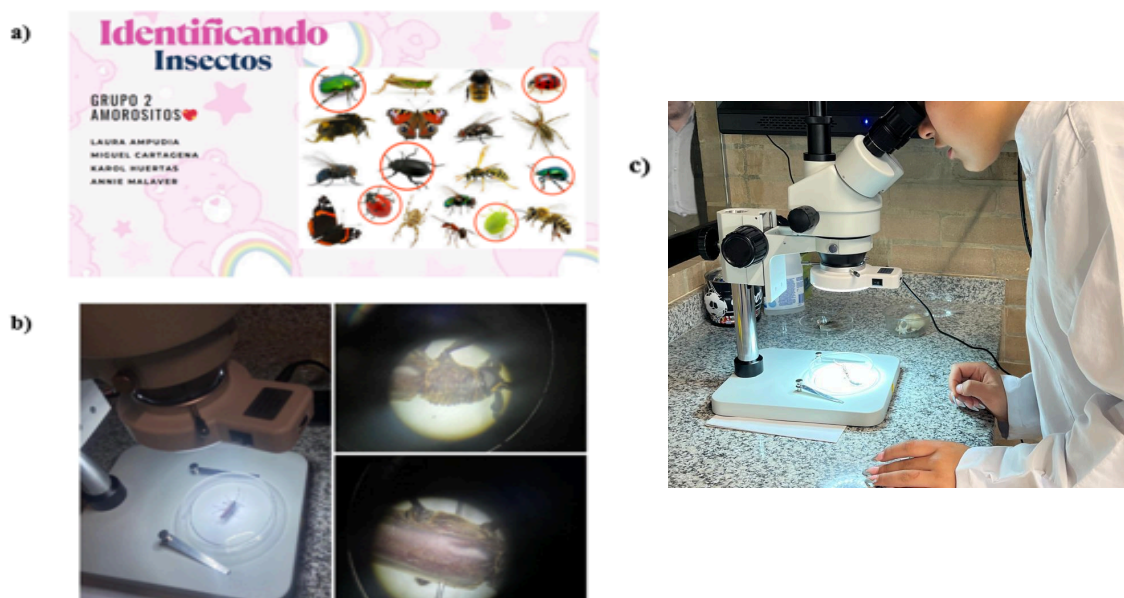 a)
Identificando
Insectos
GRUPO 2
AMOROSITOS❤
LAURA AMPUDIA
MIGUEL CARTAGENA
KAROL HUERTAS
ANNIE MALAVER
b)
c)